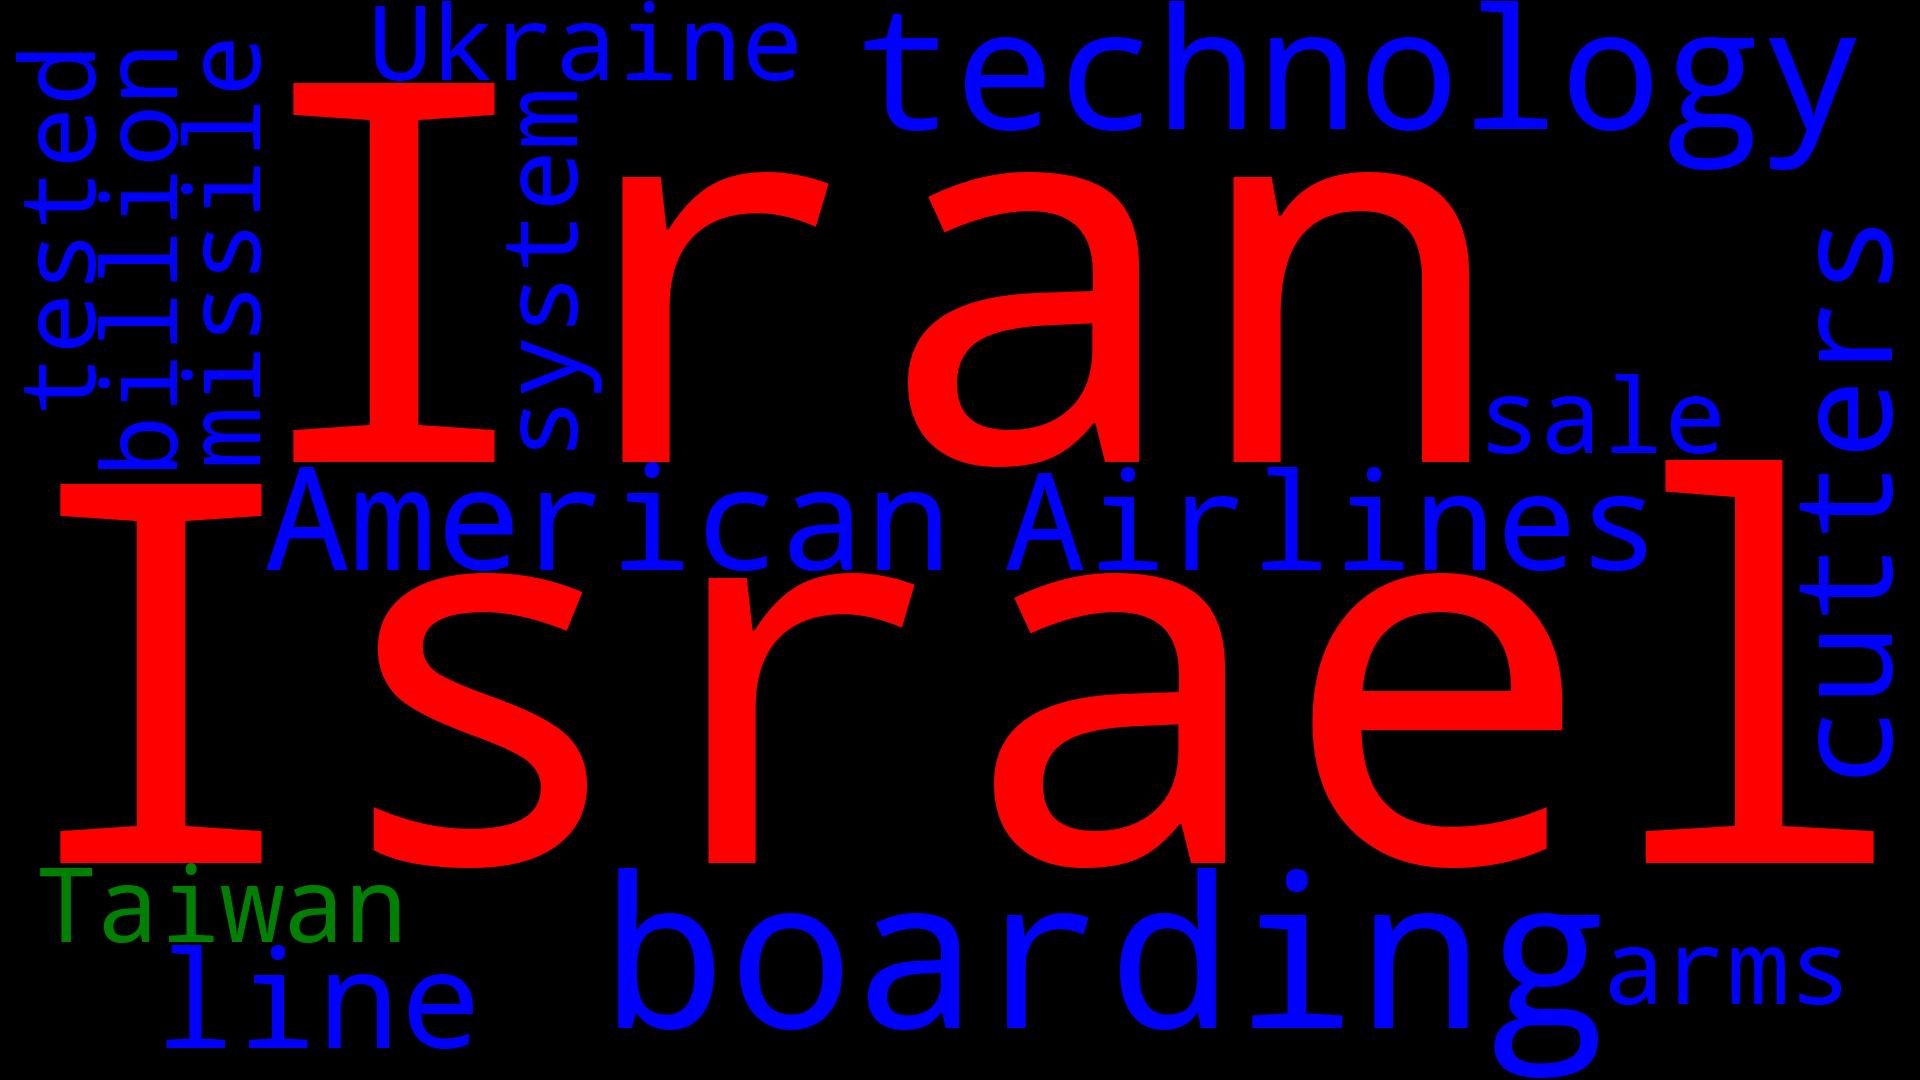 Ukraine
technology
tested
billion
missile
Iran
system
sale
cutters
American Airlines
Israel
Taiwan
line
boarding
arms